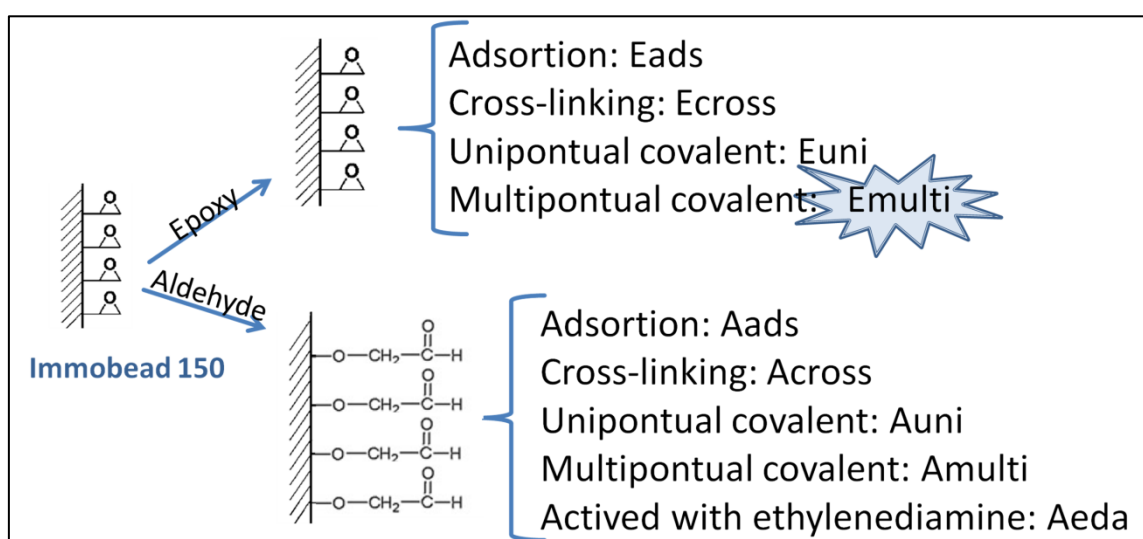 Adsortion: Eads
Cross-linking: Ecross
Unipontual covalent: Euni
Multipontual covalent: Emulti
Epoxy
Aldehyde
Immobead 150
O
O
O
O
O
O
O
O
O
—O—CH₂—C—H
O
—O—CH₂—C—H
O
—O—CH₂—C—H
O
—O—CH₂—C—H
Adsortion: Aads
Cross-linking: Across
Unipontual covalent: Auni
Multipontual covalent: Amulti
Actived with ethylenediamine: Aeda